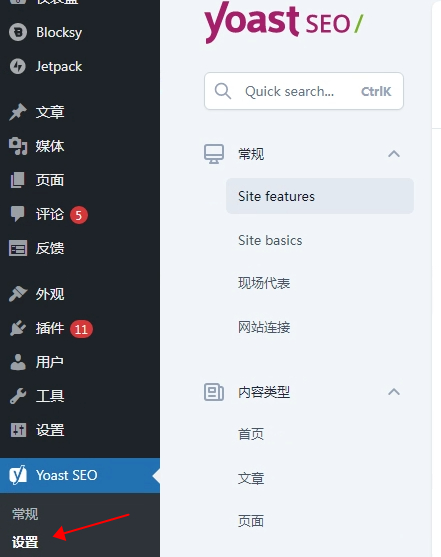 Blocksy
Jetpack
文章
媒体
页面
评论 5
反馈
外观
插件 11
用户
工具
设置
Yoast SEO
常规
设置
yoast SEO /
Quick search... CtrlK
常规
Site features
Site basics
现场代表
网站连接
内容类型
首页
文章
页面